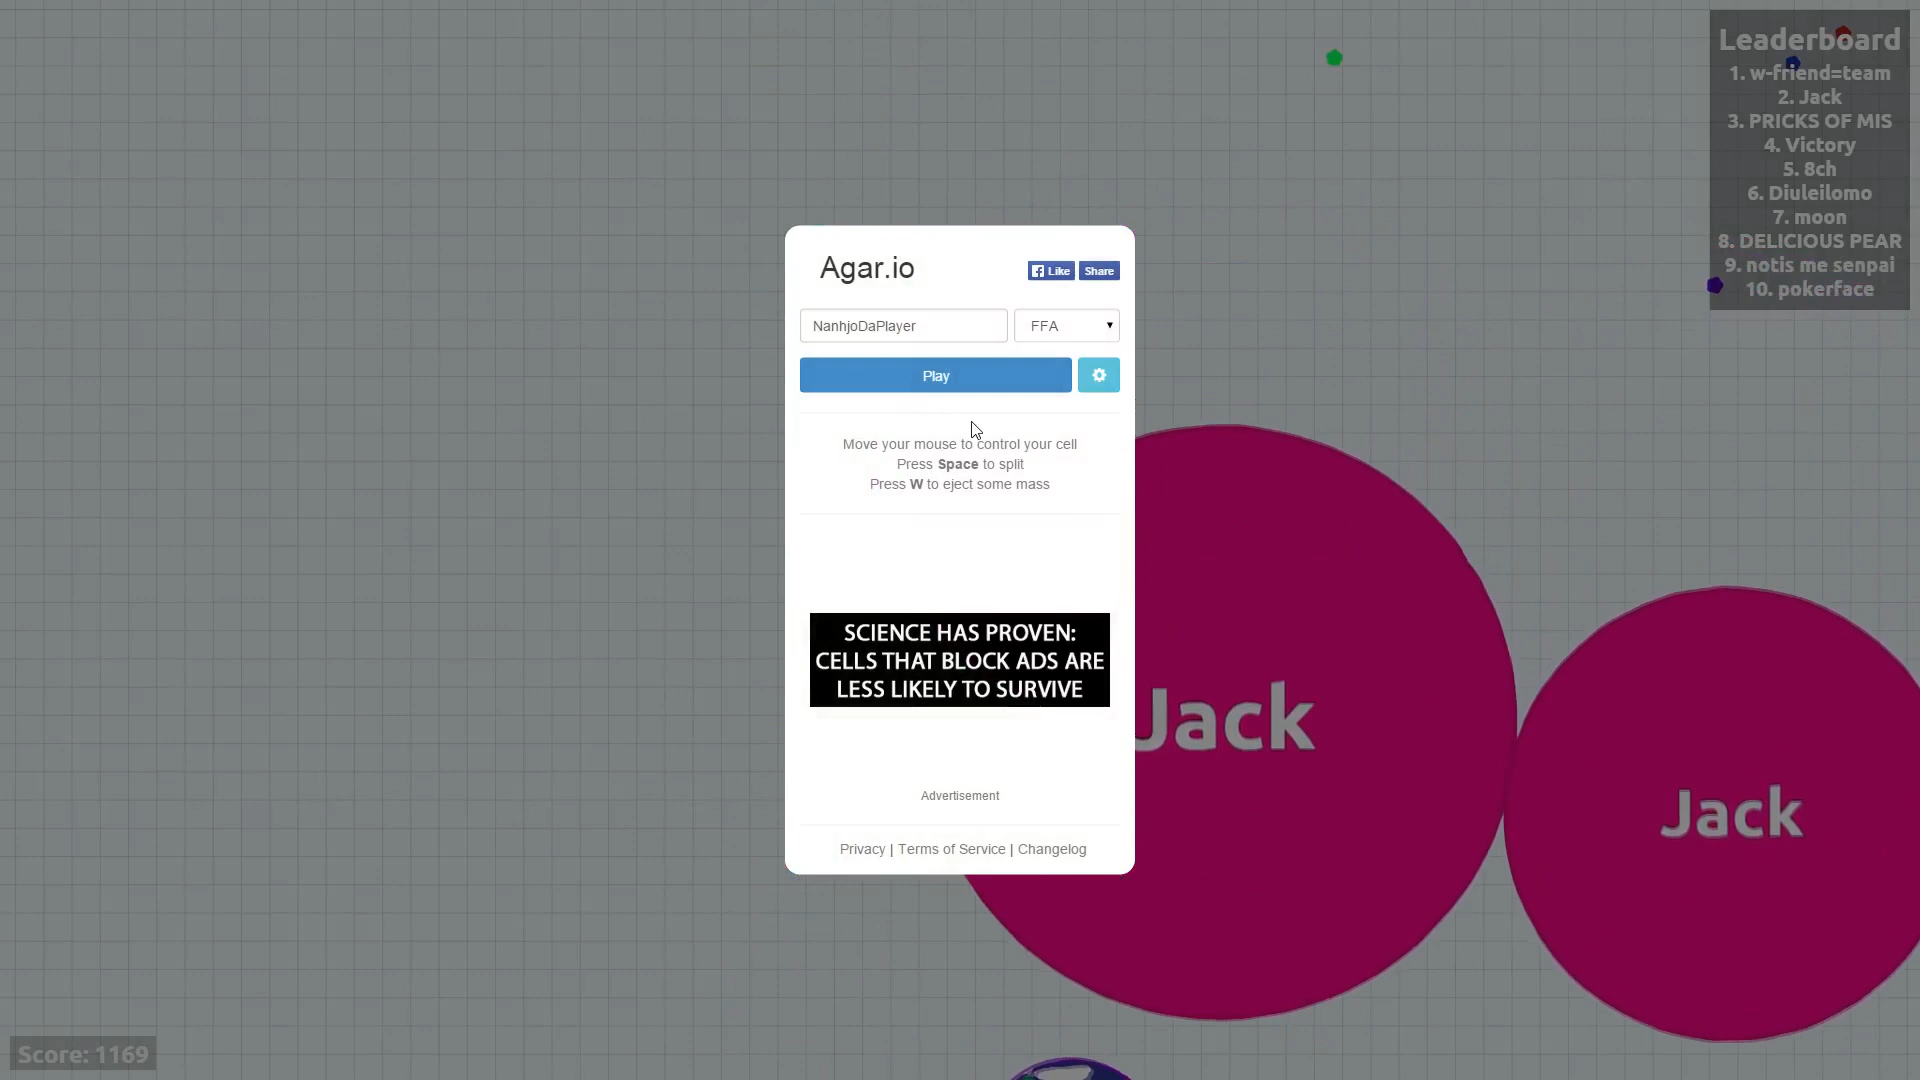 Leaderboard
1. w-friend=team
2. Jack
3. PRICKS OF MIS
4. Victory
5. 8ch
6. Diuleilomo
7. moon
8. DELICIOUS PEAR
9. notis me senpai
10. pokerface
Agar.io
Like
Share
NanhjoDaPlayer
FFA
Play
Move your mouse to control your cell
Press Space to split
Press W to eject some mass
SCIENCE HAS PROVEN:
CELLS THAT BLOCK ADS ARE
LESS LIKELY TO SURVIVE
Jack
Jack
Advertisement
Privacy | Terms of Service | Changelog
Score: 1169